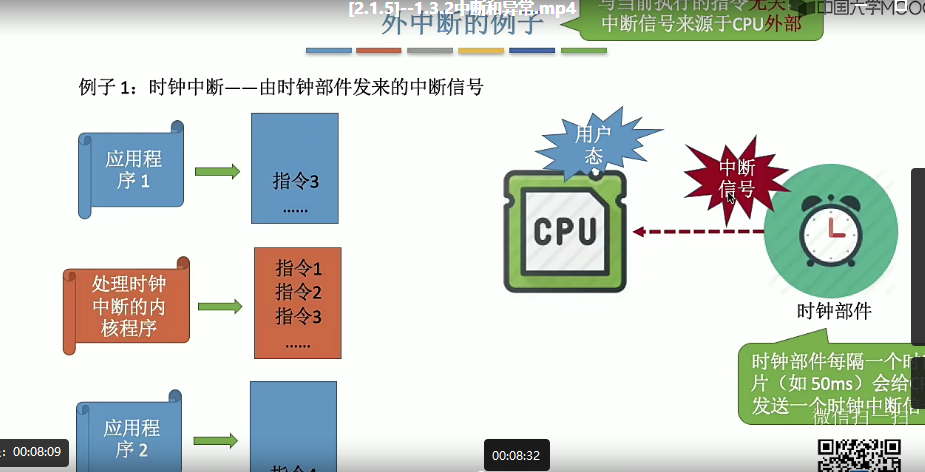 [2.1.5]--1.3.2中断和异常.mp4
外中断的例子
与当前执行的指令无关
中断信号来源于CPU外部
中国大学MOOC
例子1：时钟中断——由时钟部件发来的中断信号
应用程
序 1
指令3
......
用户
态
CPU
中断
信号
时钟部件
处理时钟
中断的内
核程序
指令1
指令2
指令3
......
时钟部件每隔一个时
片（如 50ms）会给
发送一个时钟中断信
微信扫一扫
应用程
序 2
00:08:09
00:08:32